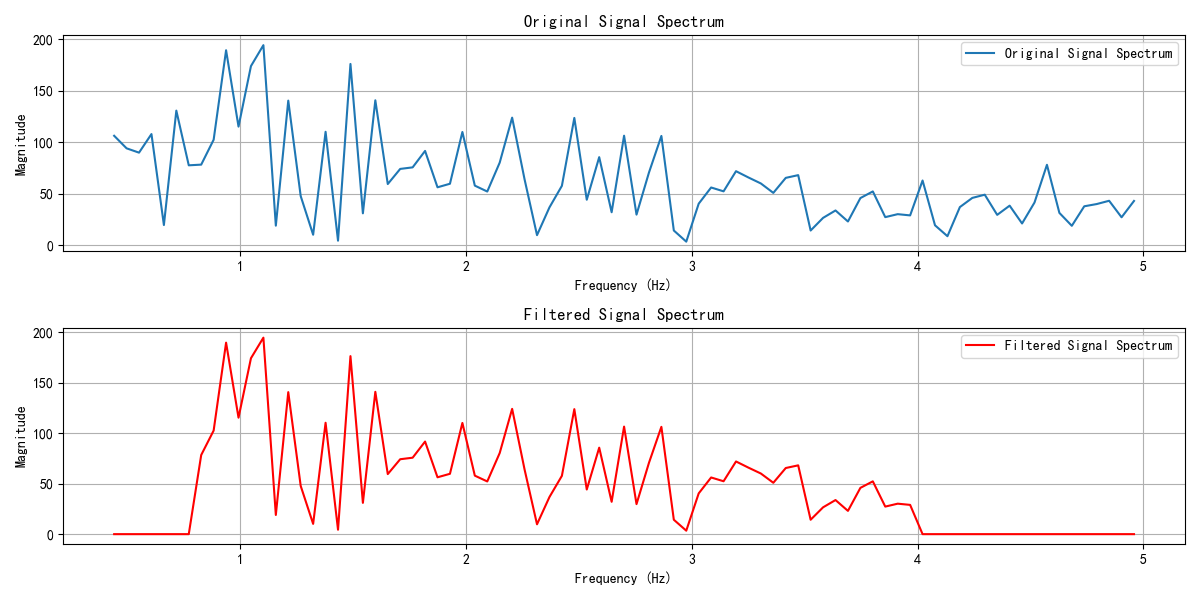 Original Signal Spectrum
200
150
100
50
0
Magnitude
Original Signal Spectrum
1
2
3
4
5
Frequency (Hz)
Filtered Signal Spectrum
200
150
100
50
0
Magnitude
Filtered Signal Spectrum
1
2
3
4
5
Frequency (Hz)